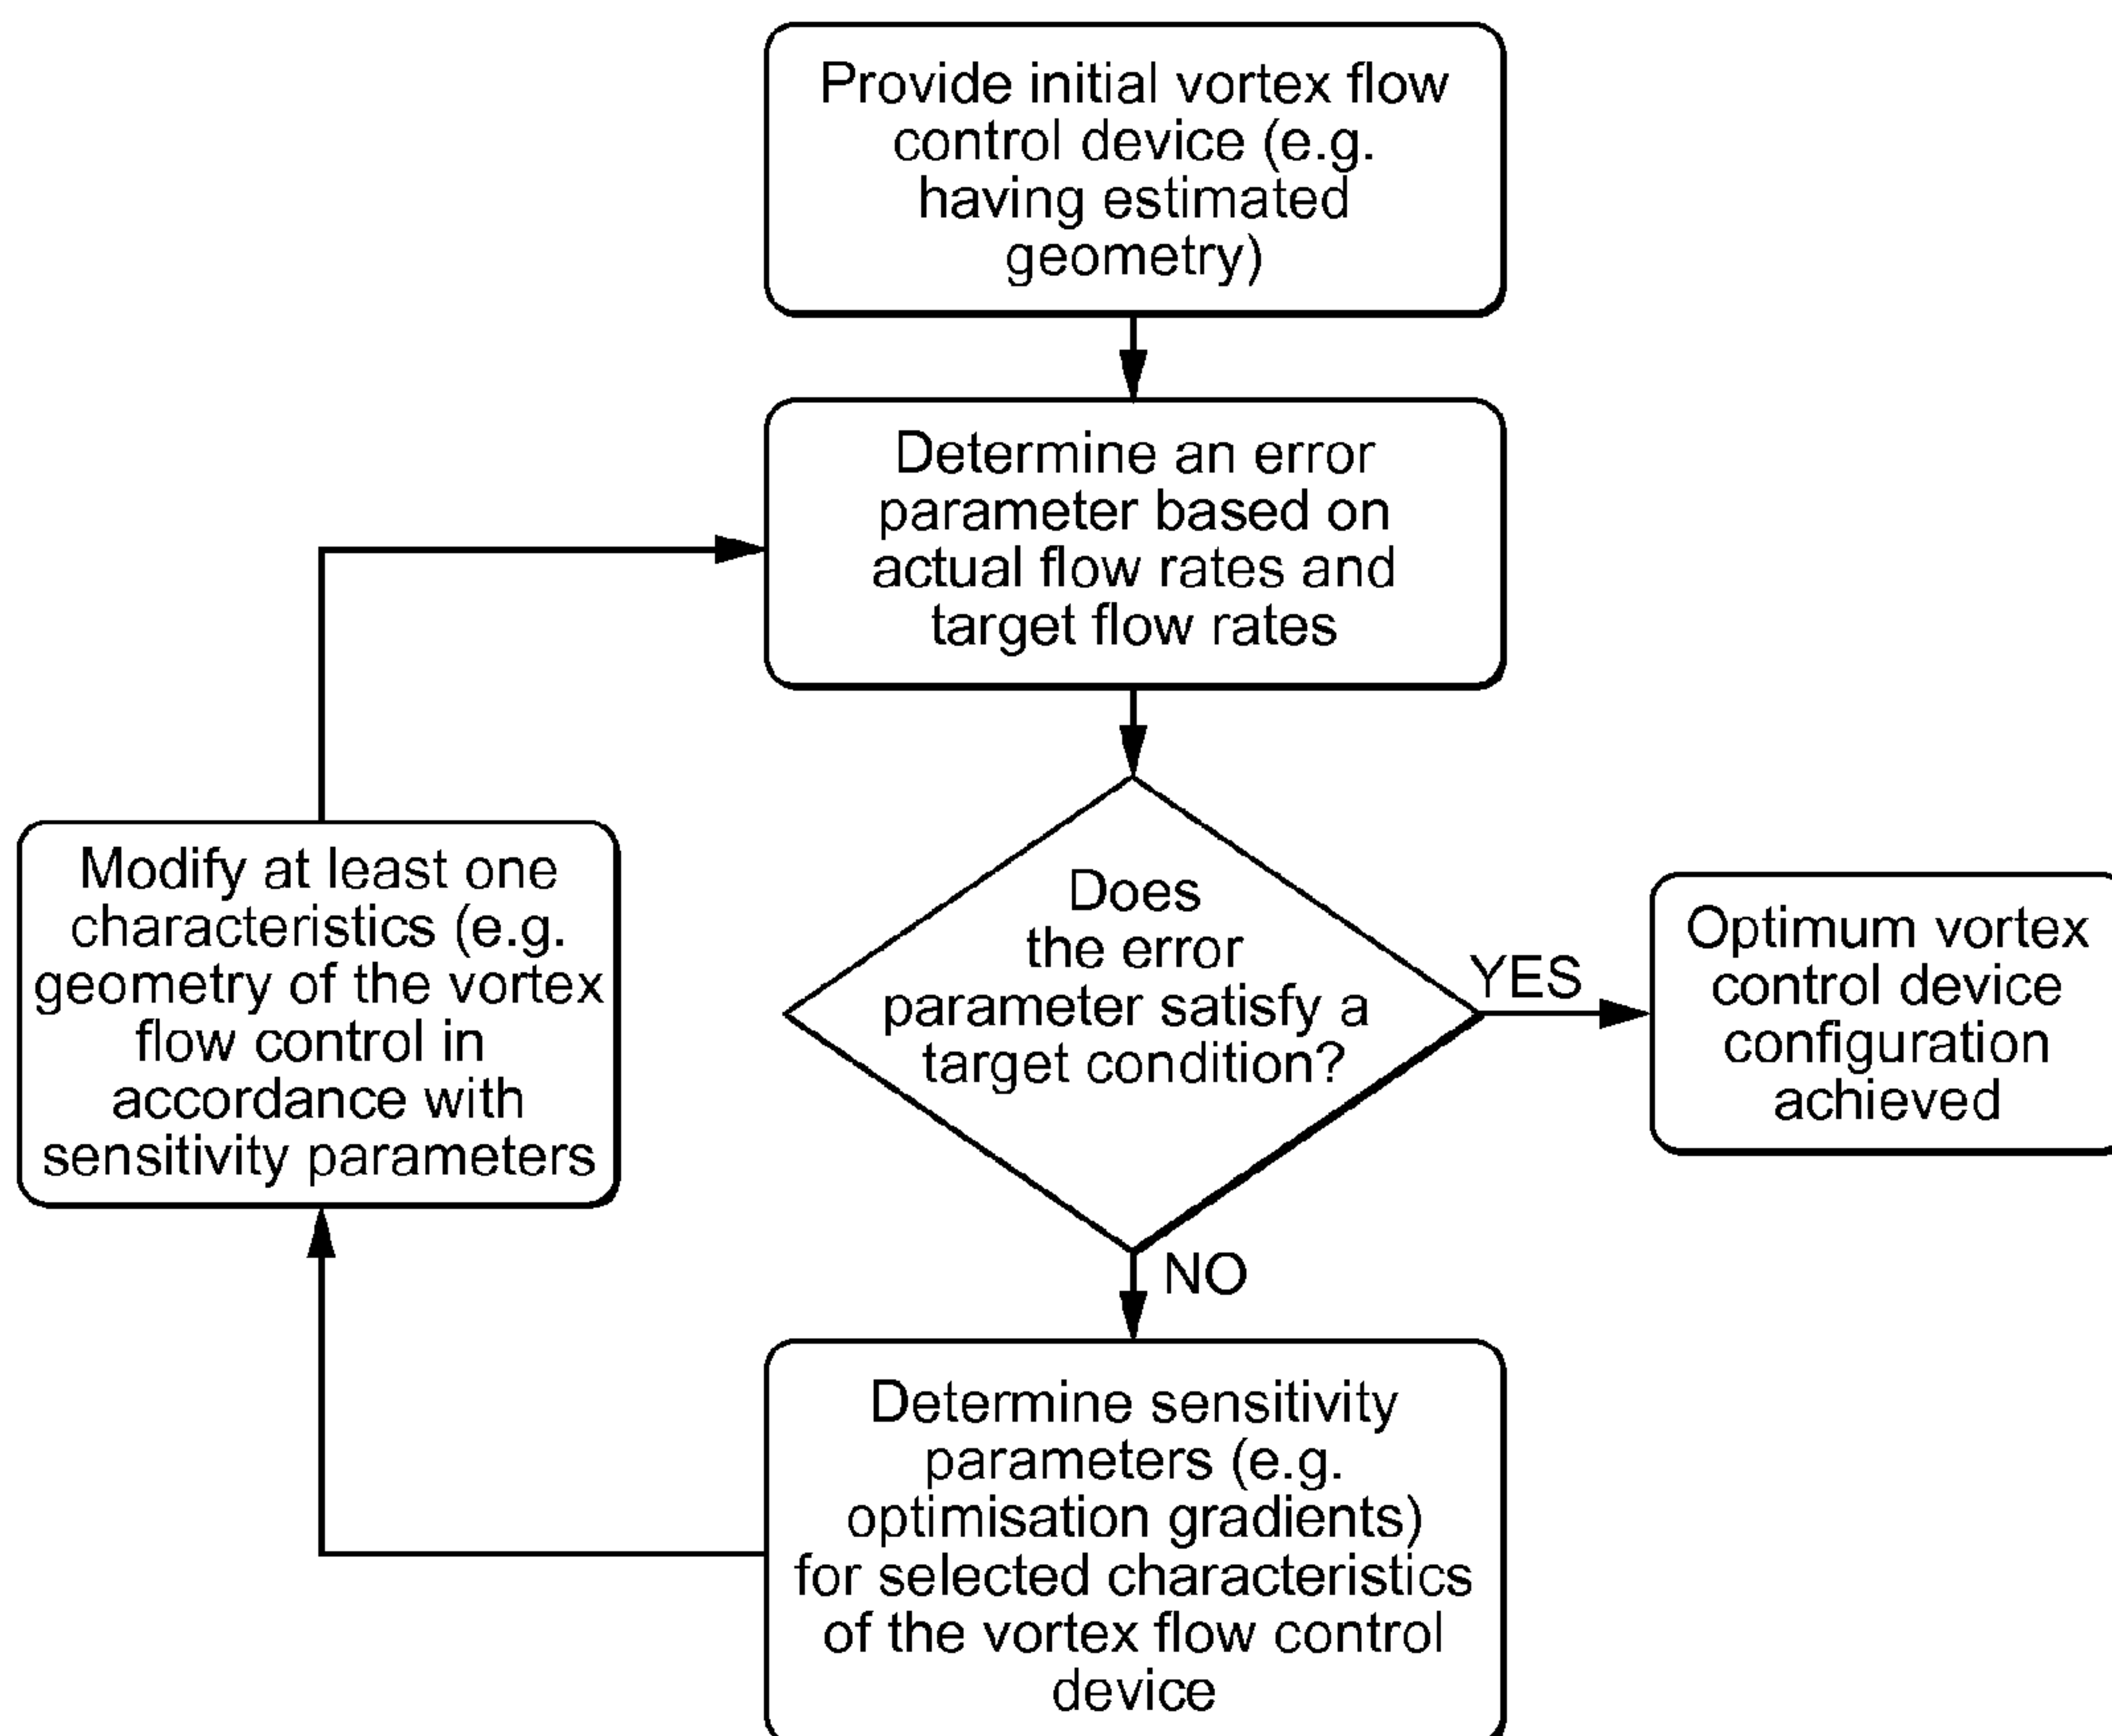 Provide initial vortex flow
control device (e.g.
having estimated
geometry)
Determine an error
parameter based on
actual flow rates and
target flow rates
Does
the error
parameter satisfy a
target condition?
YES
Optimum vortex
control device
configuration
achieved
NO
Determine sensitivity
parameters (e.g.
optimisation gradients)
for selected characteristics
of the vortex flow control
device
Modify at least one
characteristics (e.g.
geometry of the vortex
flow control in
accordance with
sensitivity parameters